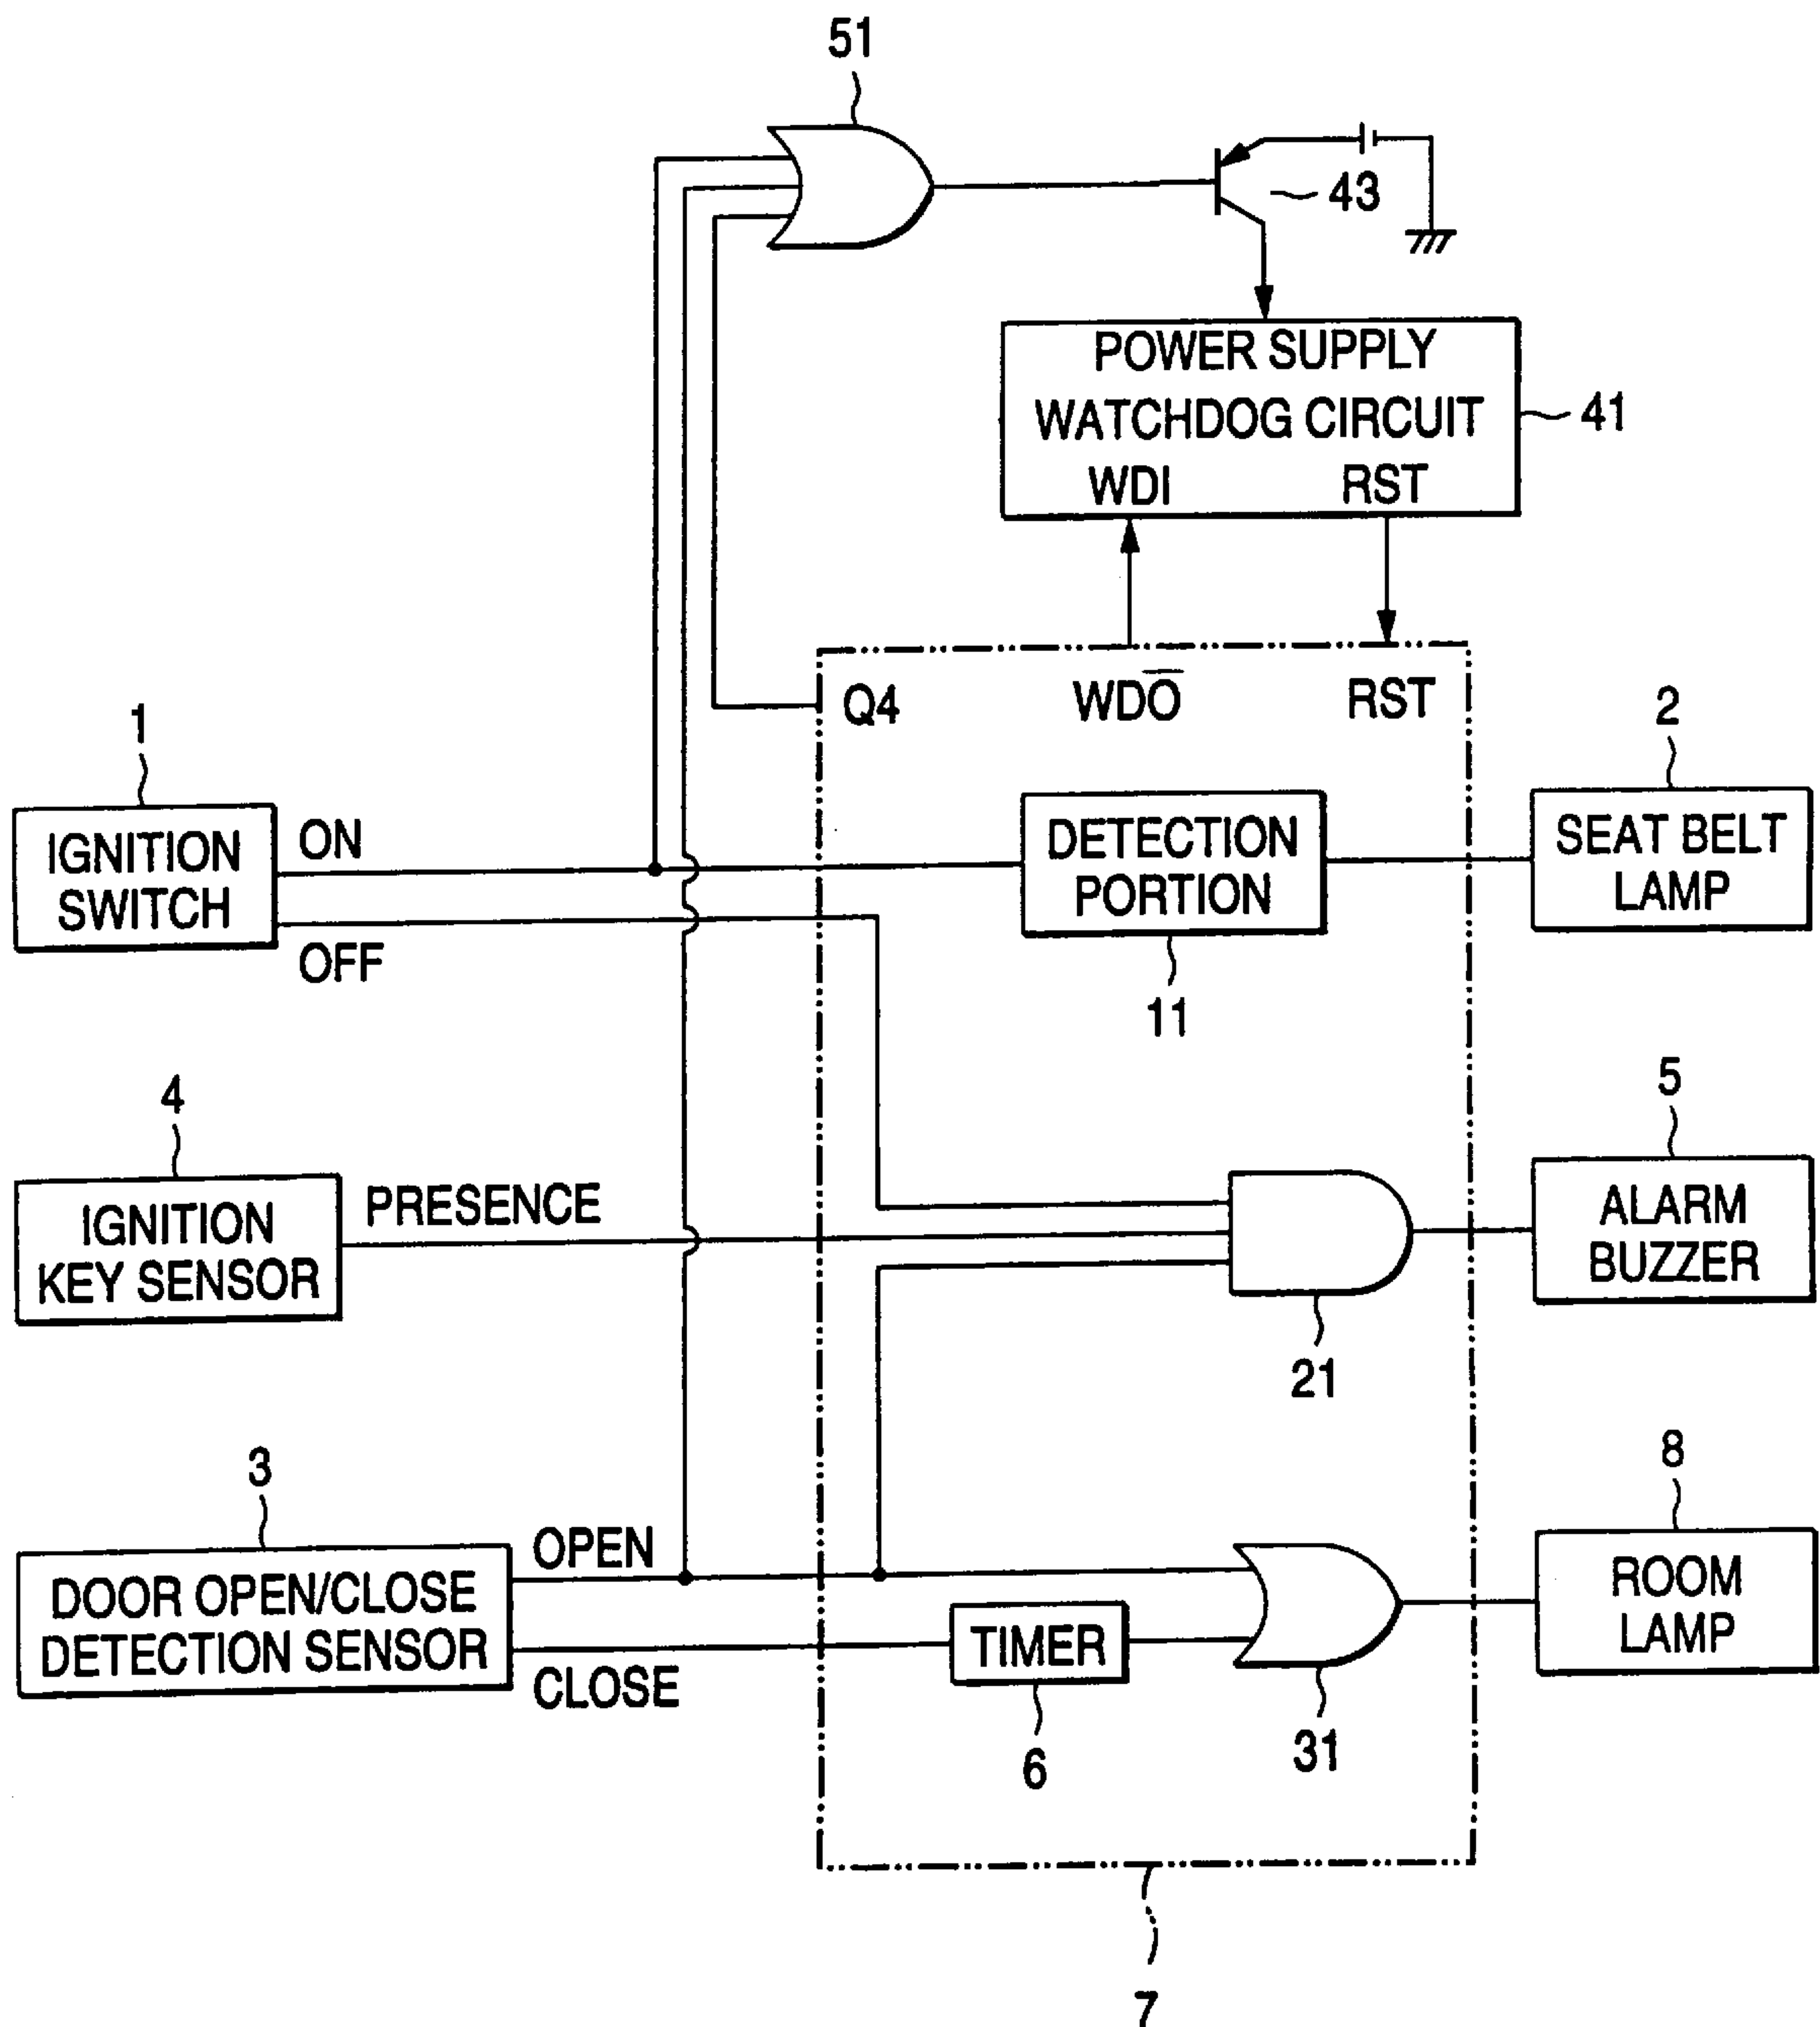 51
43
POWER SUPPLY
WATCHDOG CIRCUIT
WDI RST
41
Q4 WDO̅ RST
1
2
IGNITION
SWITCH
ON
OFF
DETECTION
PORTION
SEAT BELT
LAMP
11
4
5
IGNITION
KEY SENSOR
PRESENCE
ALARM
BUZZER
21
3
8
DOOR OPEN/CLOSE
DETECTION SENSOR
OPEN
CLOSE
TIMER
ROOM
LAMP
6
31
7